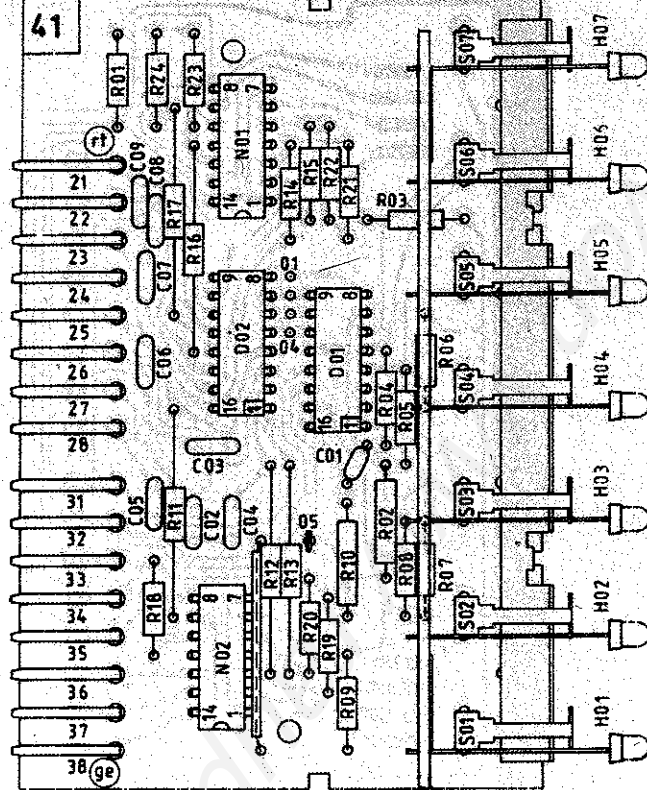 41
R01
R24
R23
8 7
N01
14 1
rt
C09
C08
R17
R16
R14
R15
R22
R21
R03
21
22
23
24
25
26
27
28
C07
C06
9
D02
16 1
01
04
9 8
D01
16 1
R06
R04
R05
C03
C01
31
32
33
34
35
36
37
38
ge
C05
R11
C02
C04
R18
8 7
N02
14 1
R12
R13
05
R20
R19
R10
R09
R02
R08
R07
S07
S06
S05
S04
S03
S02
S01
H07
H06
H05
H04
H03
H02
H01